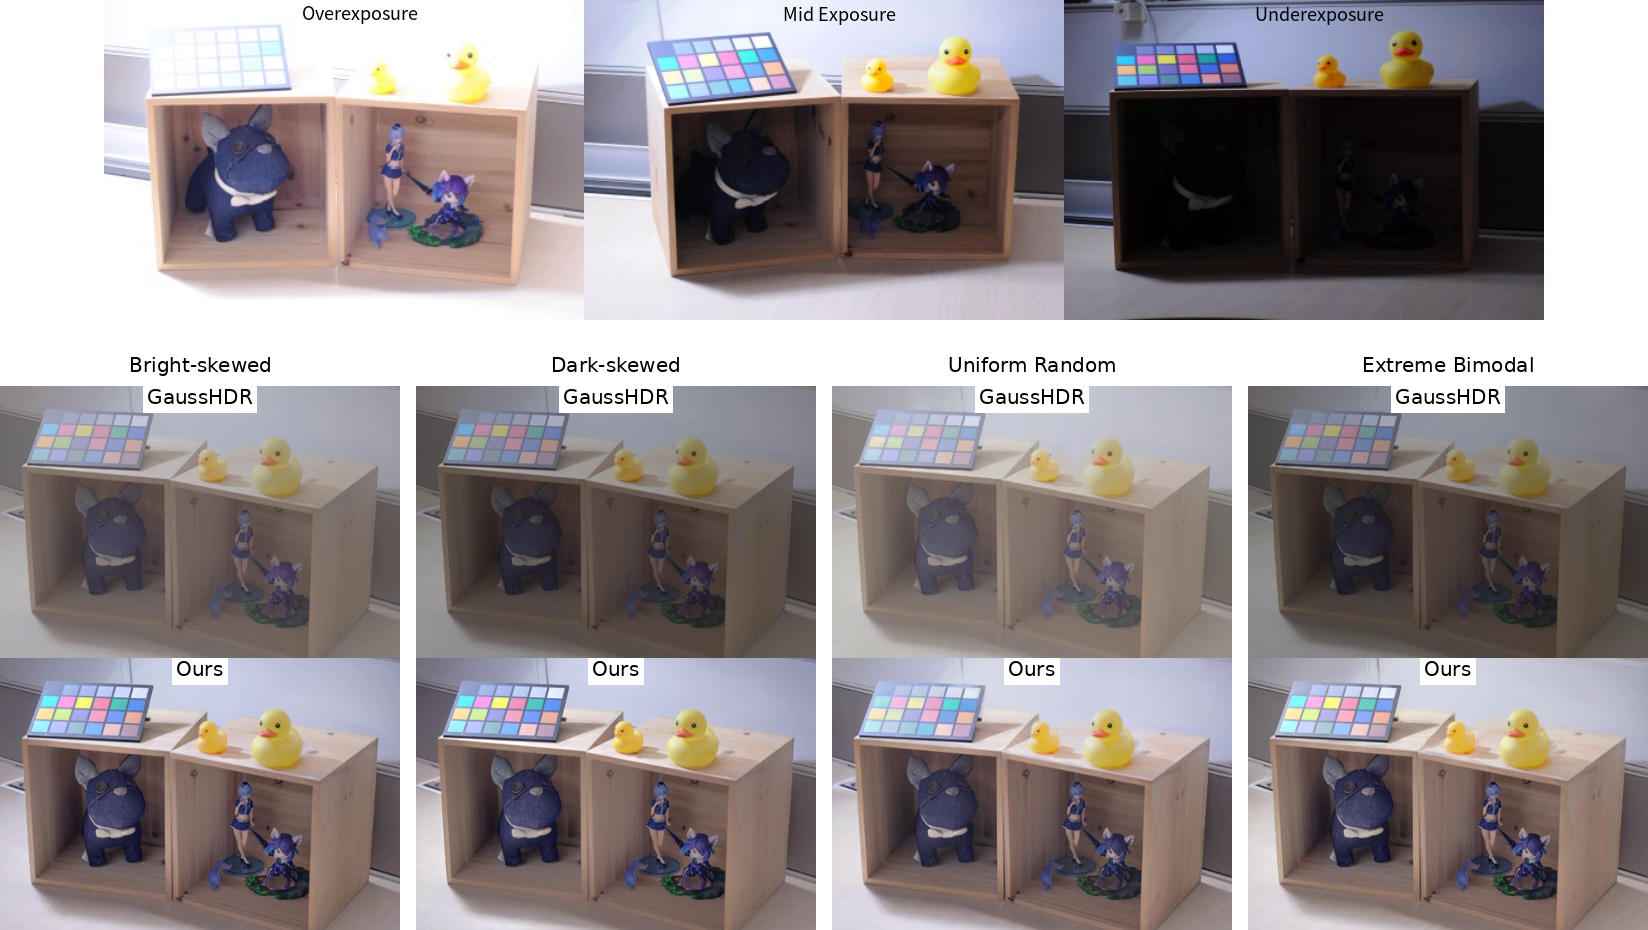 Overexposure
Mid Exposure
Underexposure
Bright-skewed
Dark-skewed
Uniform Random
Extreme Bimodal
GaussHDR
GaussHDR
GaussHDR
GaussHDR
Ours
Ours
Ours
Ours